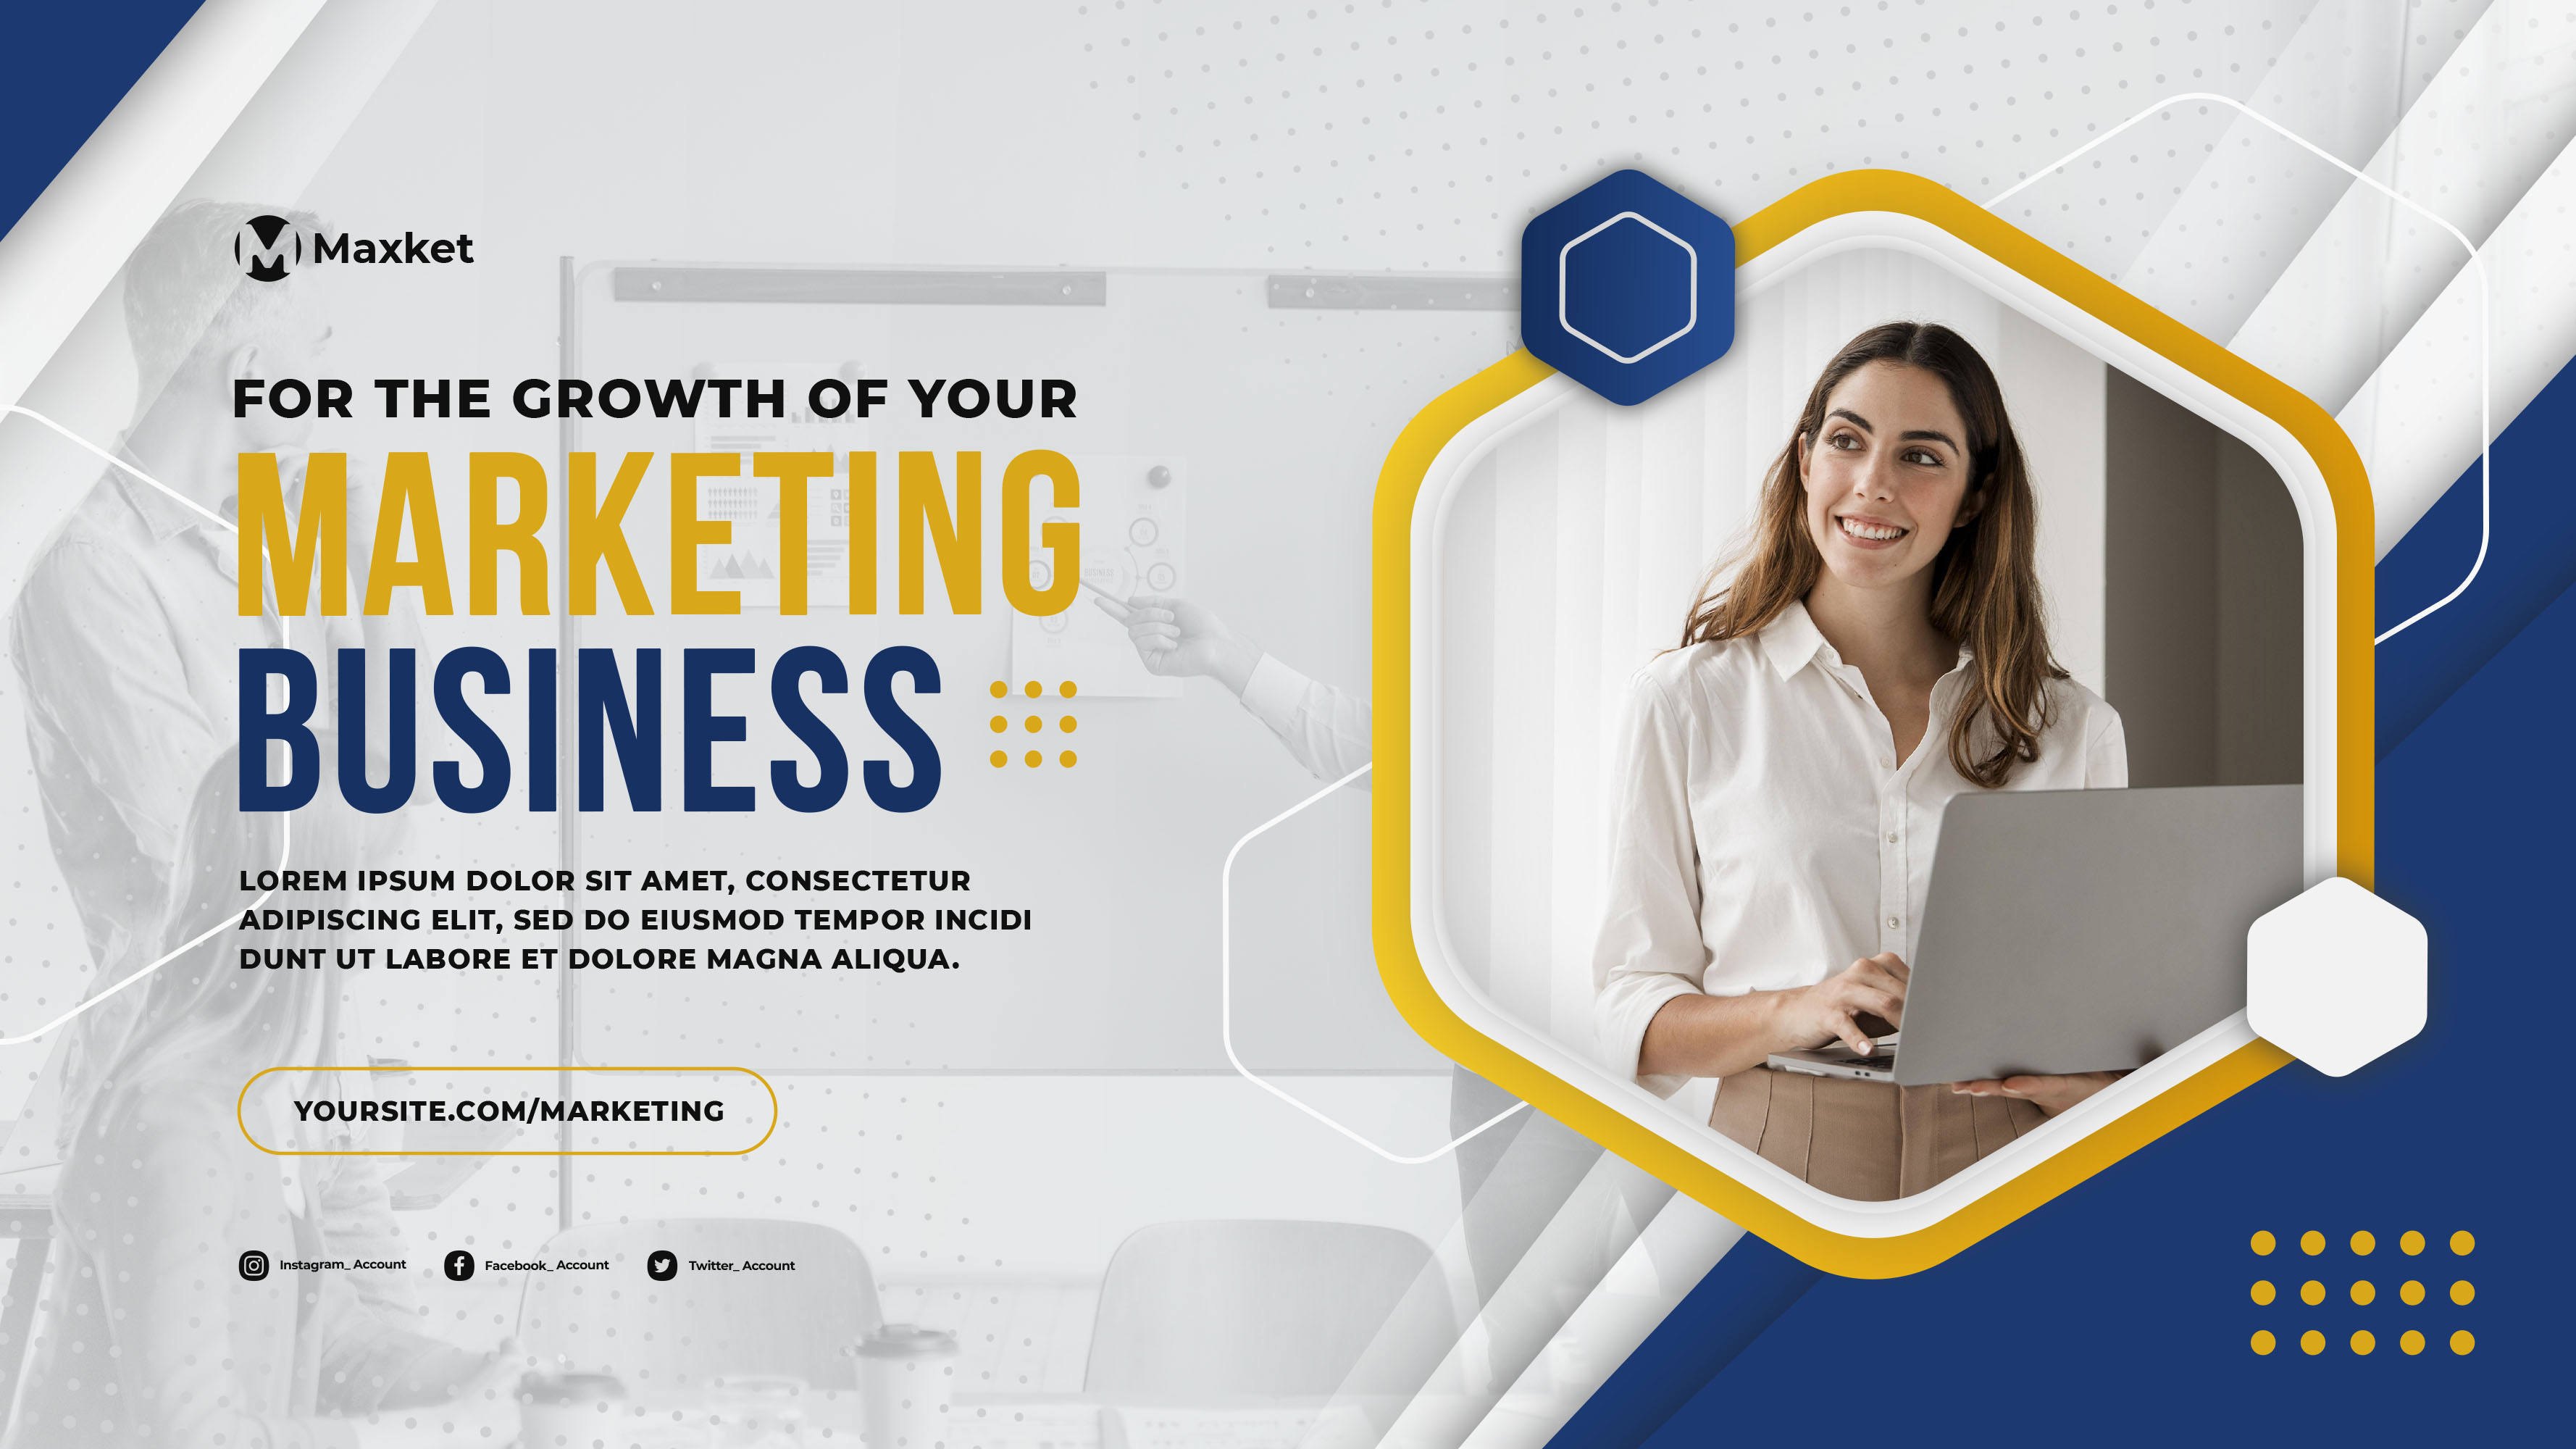 Maxket
FOR THE GROWTH OF YOUR
MARKETING
BUSINESS
LOREM IPSUM DOLOR SIT AMET, CONSECTETUR
ADIPISCING ELIT, SED DO EIUSMOD TEMPOR INCIDI
DUNT UT LABORE ET DOLORE MAGNA ALIQUA.
YOURSITE.COM/MARKETING
Instagram_ Account
Facebook_ Account
Twitter_ Account